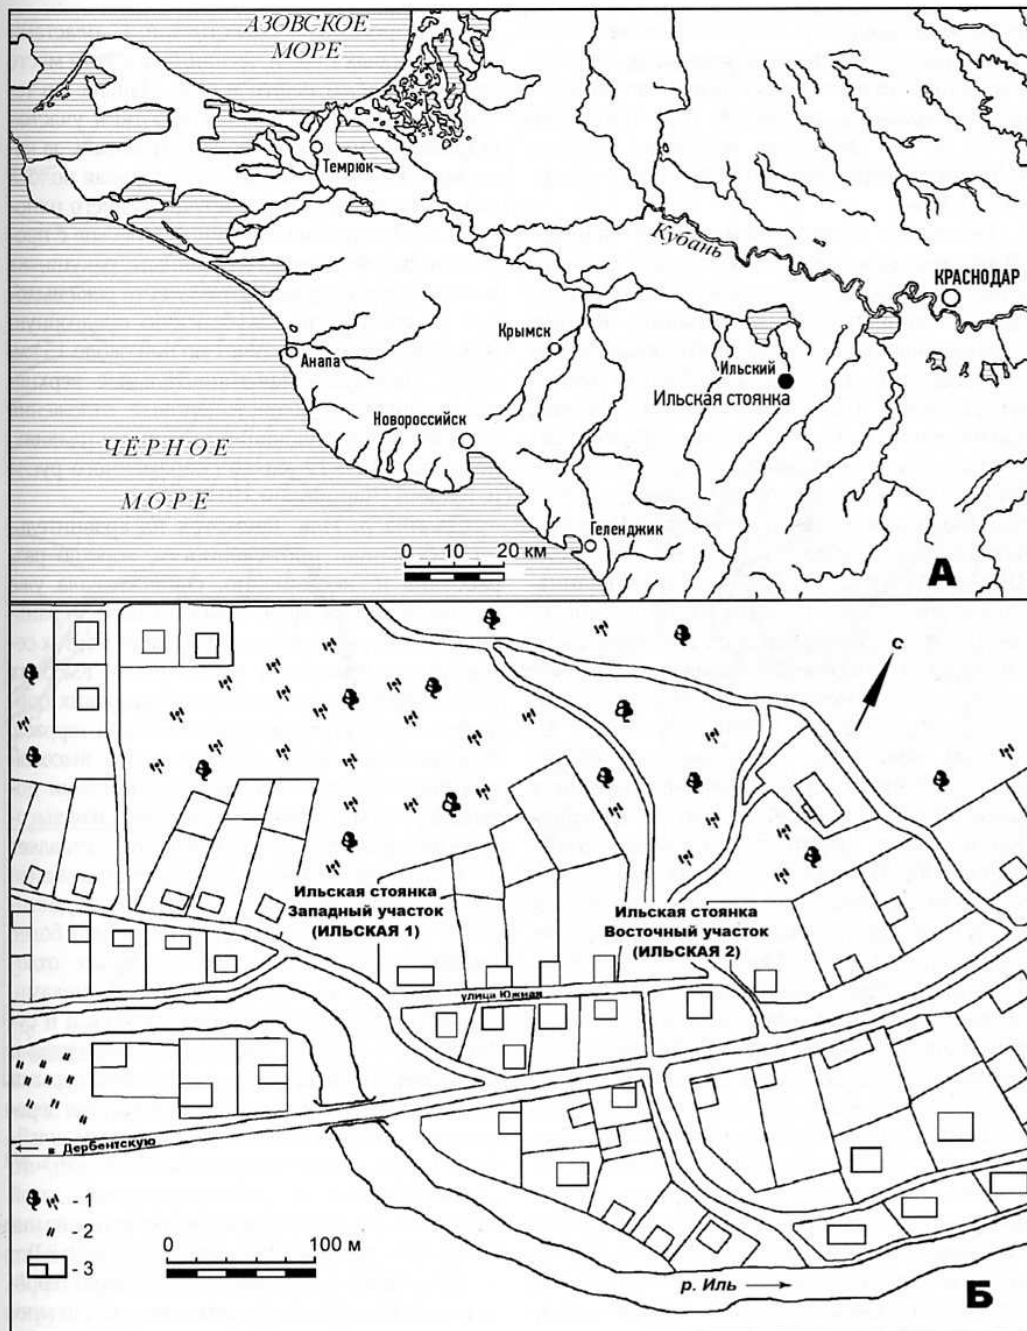 АЗОВСКОЕ
МОРЕ
Темрюк
Кубань
КРАСНОДАР
Анапа
Крымск
Ильский
Ильская стоянка
Новороссийск
ЧЁРНОЕ
МОРЕ
Геленджик
0 10 20 км
А
С
Ильская стоянка
Западный участок
(ИЛЬСКАЯ 1)
Ильская стоянка
Восточный участок
(ИЛЬСКАЯ 2)
улица Южная
в Дербентскую
- 1
- 2
- 3
0 100 м
р. Иль
Б